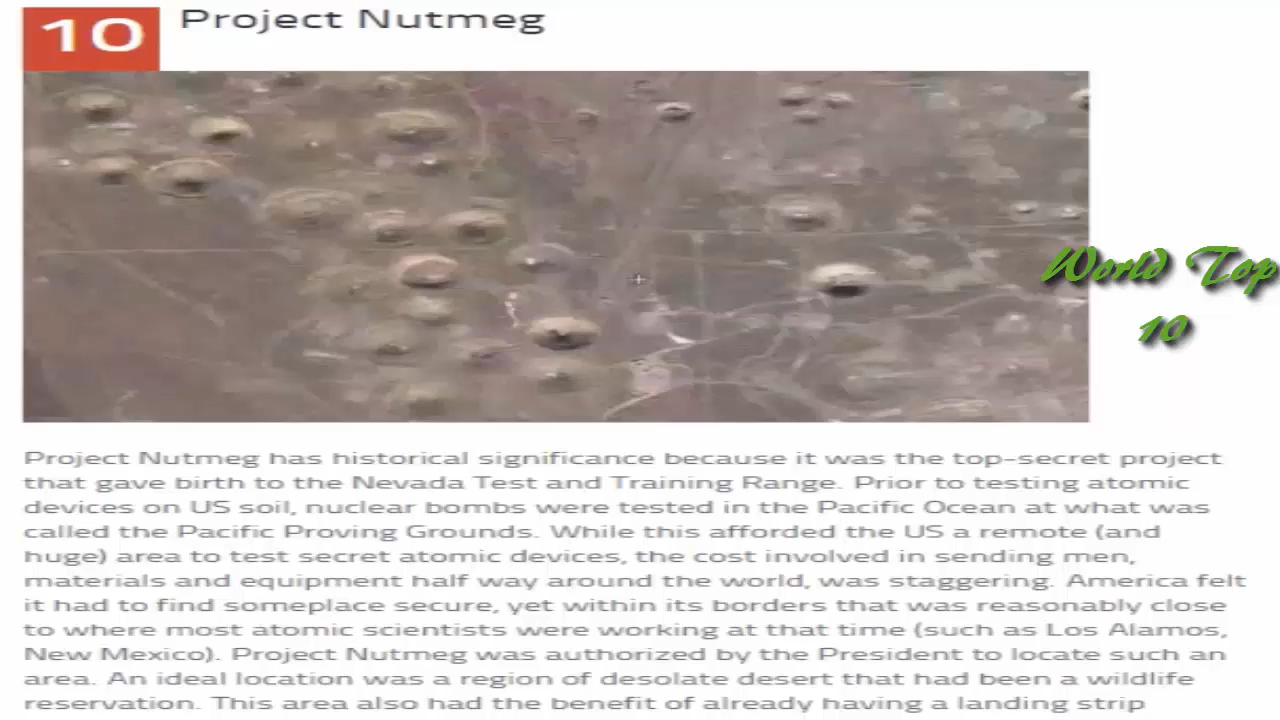 10
Project Nutmeg
World Top
10
Project Nutmeg has historical significance because it was the top-secret project
that gave birth to the Nevada Test and Training Range. Prior to testing atomic
devices on US soil, nuclear bombs were tested in the Pacific Ocean at what was
called the Pacific Proving Grounds. While this afforded the US a remote (and
huge) area to test secret atomic devices, the cost involved in sending men,
materials and equipment half way around the world, was staggering. America felt
it had to find someplace secure, yet within its borders that was reasonably close
to where most atomic scientists were working at that time (such as Los Alamos,
New Mexico). Project Nutmeg was authorized by the President to locate such an
area. An ideal location was a region of desolate desert that had been a wildlife
reservation. This area also had the benefit of already having a landing strip